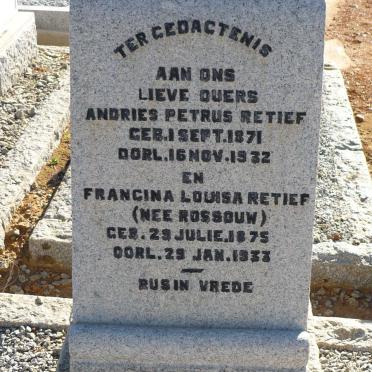 TER GEDACTENIS
AAN ONS
LIEVE OUERS
ANDRIES PETRUS RETIEF
GEB. 1 SEPT. 1871
OORL. 16 NOV. 1932
EN
FRANCINA LOUISA RETIEF
(NEE ROSSOUW)
GEB. 29 JULIE. 1875
OORL. 29 JAN. 1933
RUS IN VREDE